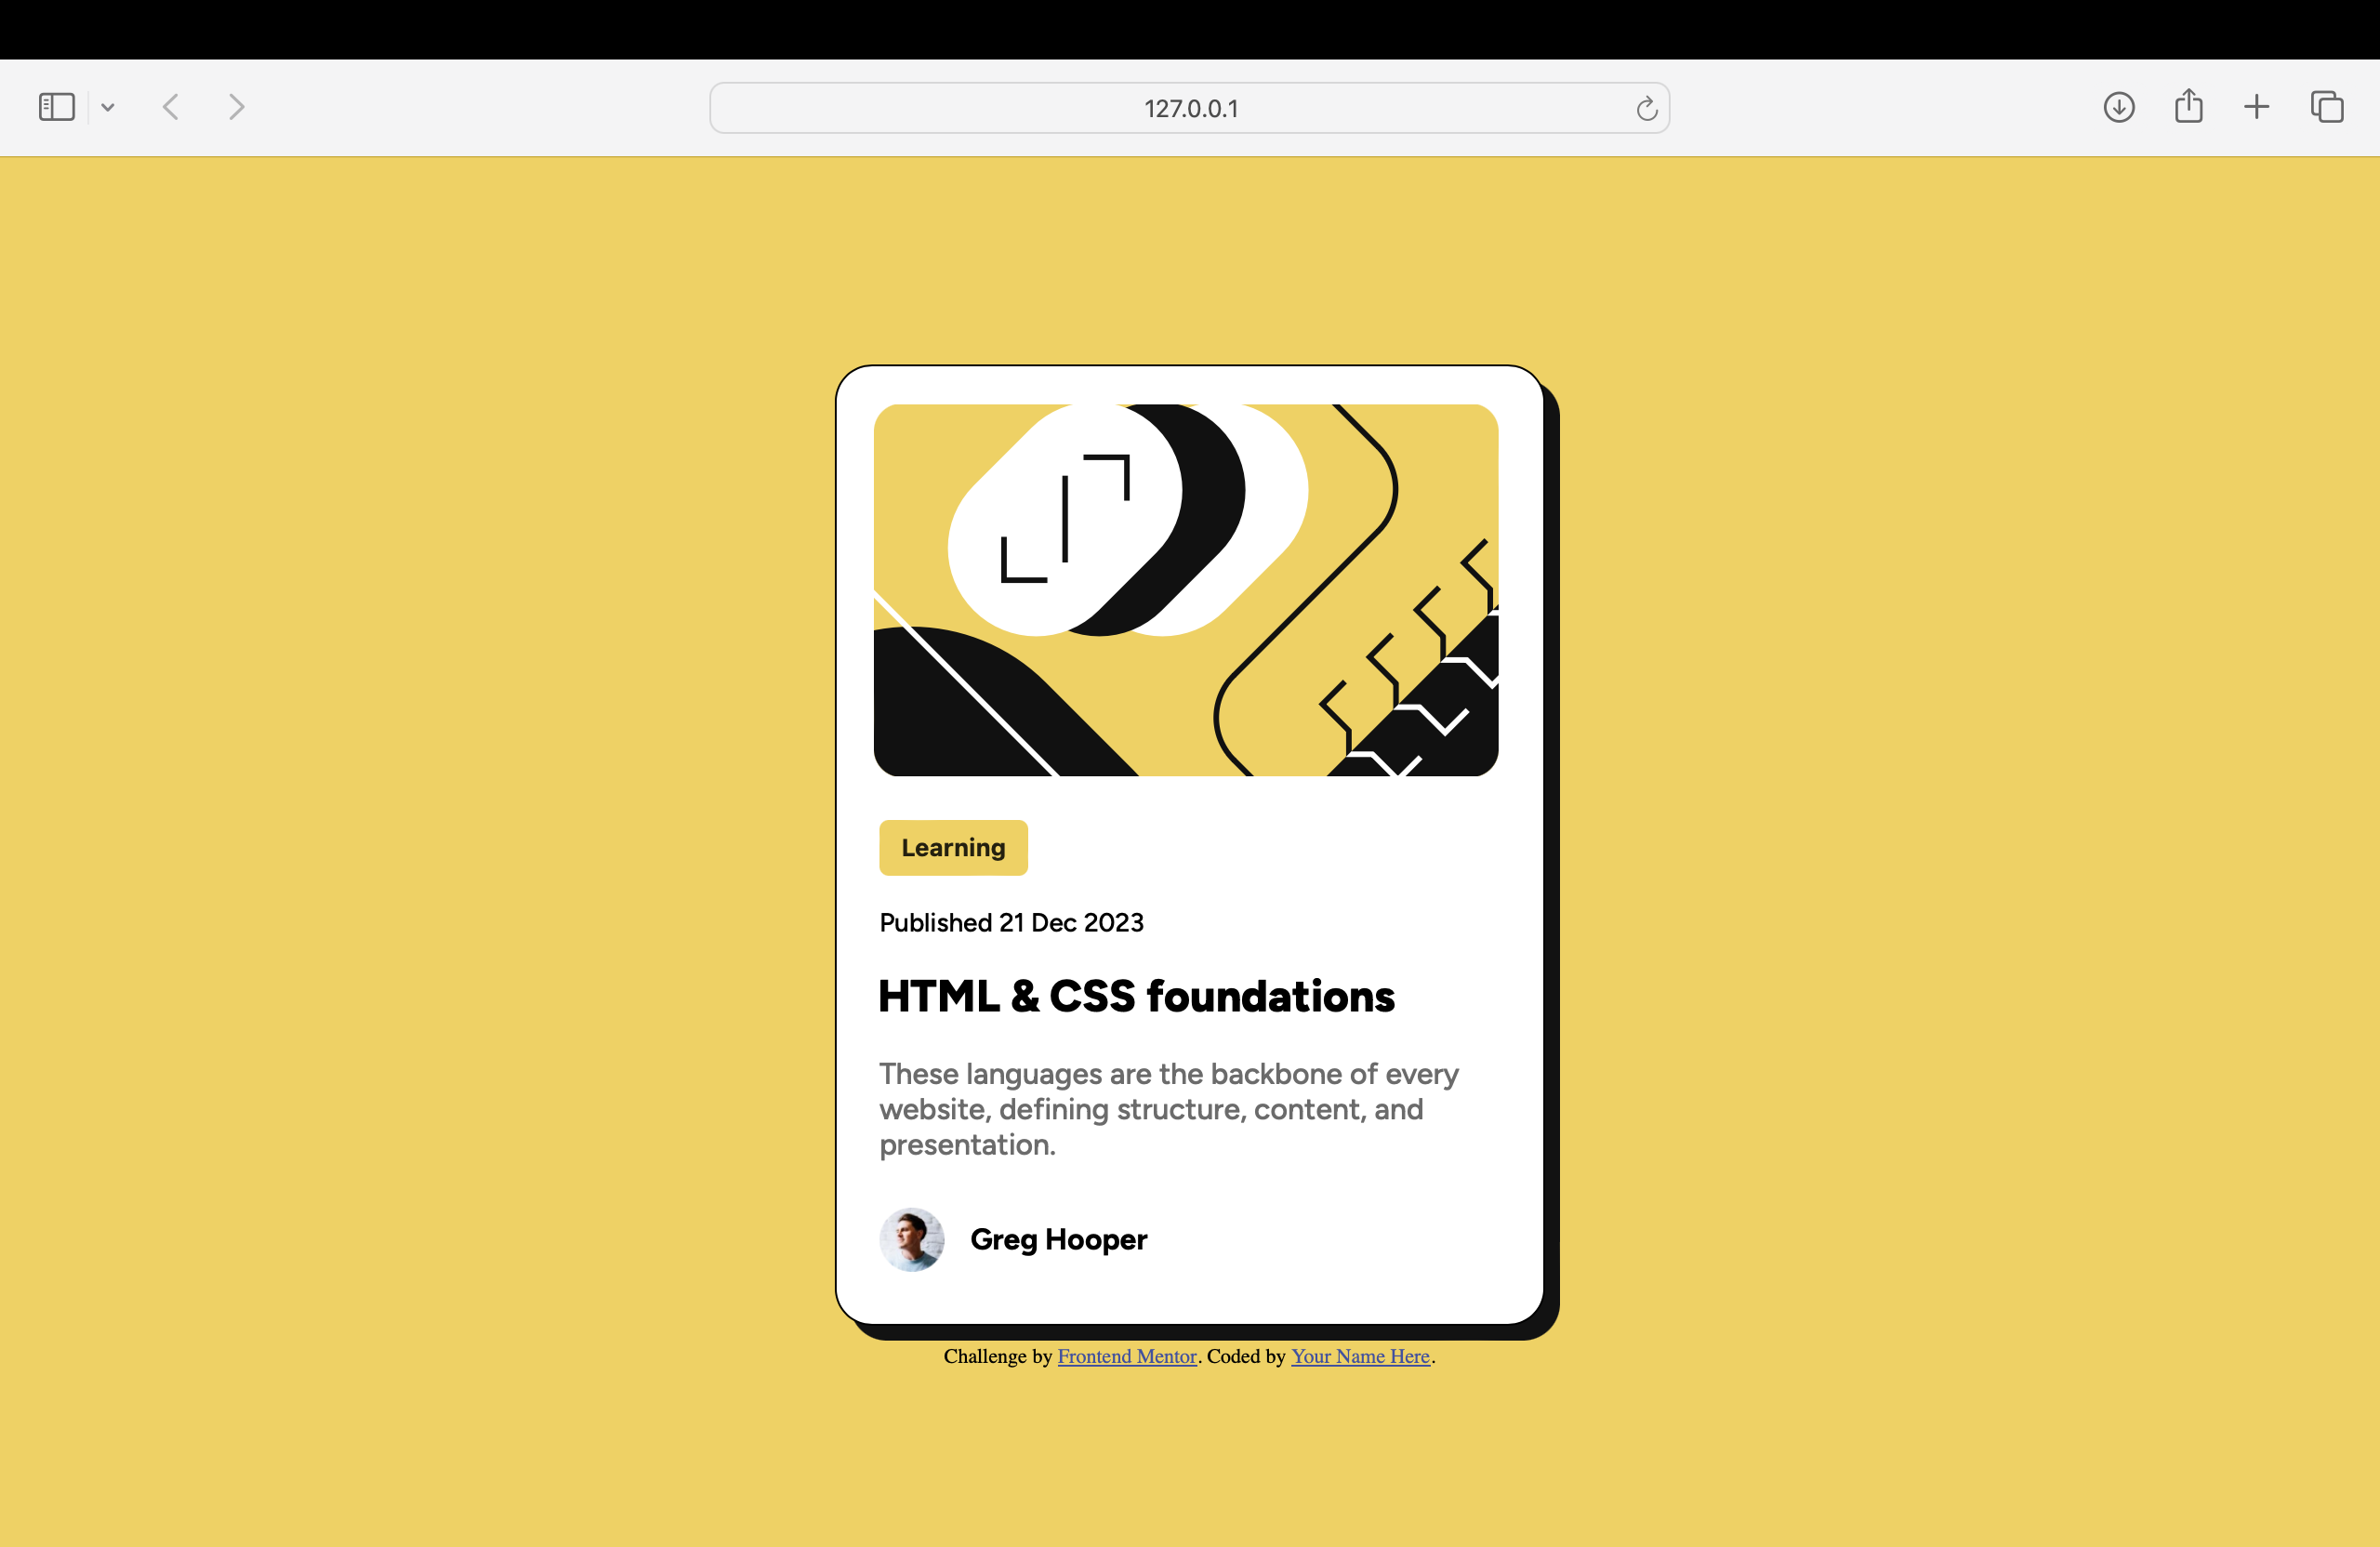 127.0.0.1
Learning
Published 21 Dec 2023
HTML & CSS foundations
These languages are the backbone of every
website, defining structure, content, and
presentation.
Greg Hooper
Challenge by Frontend Mentor. Coded by Your Name Here.